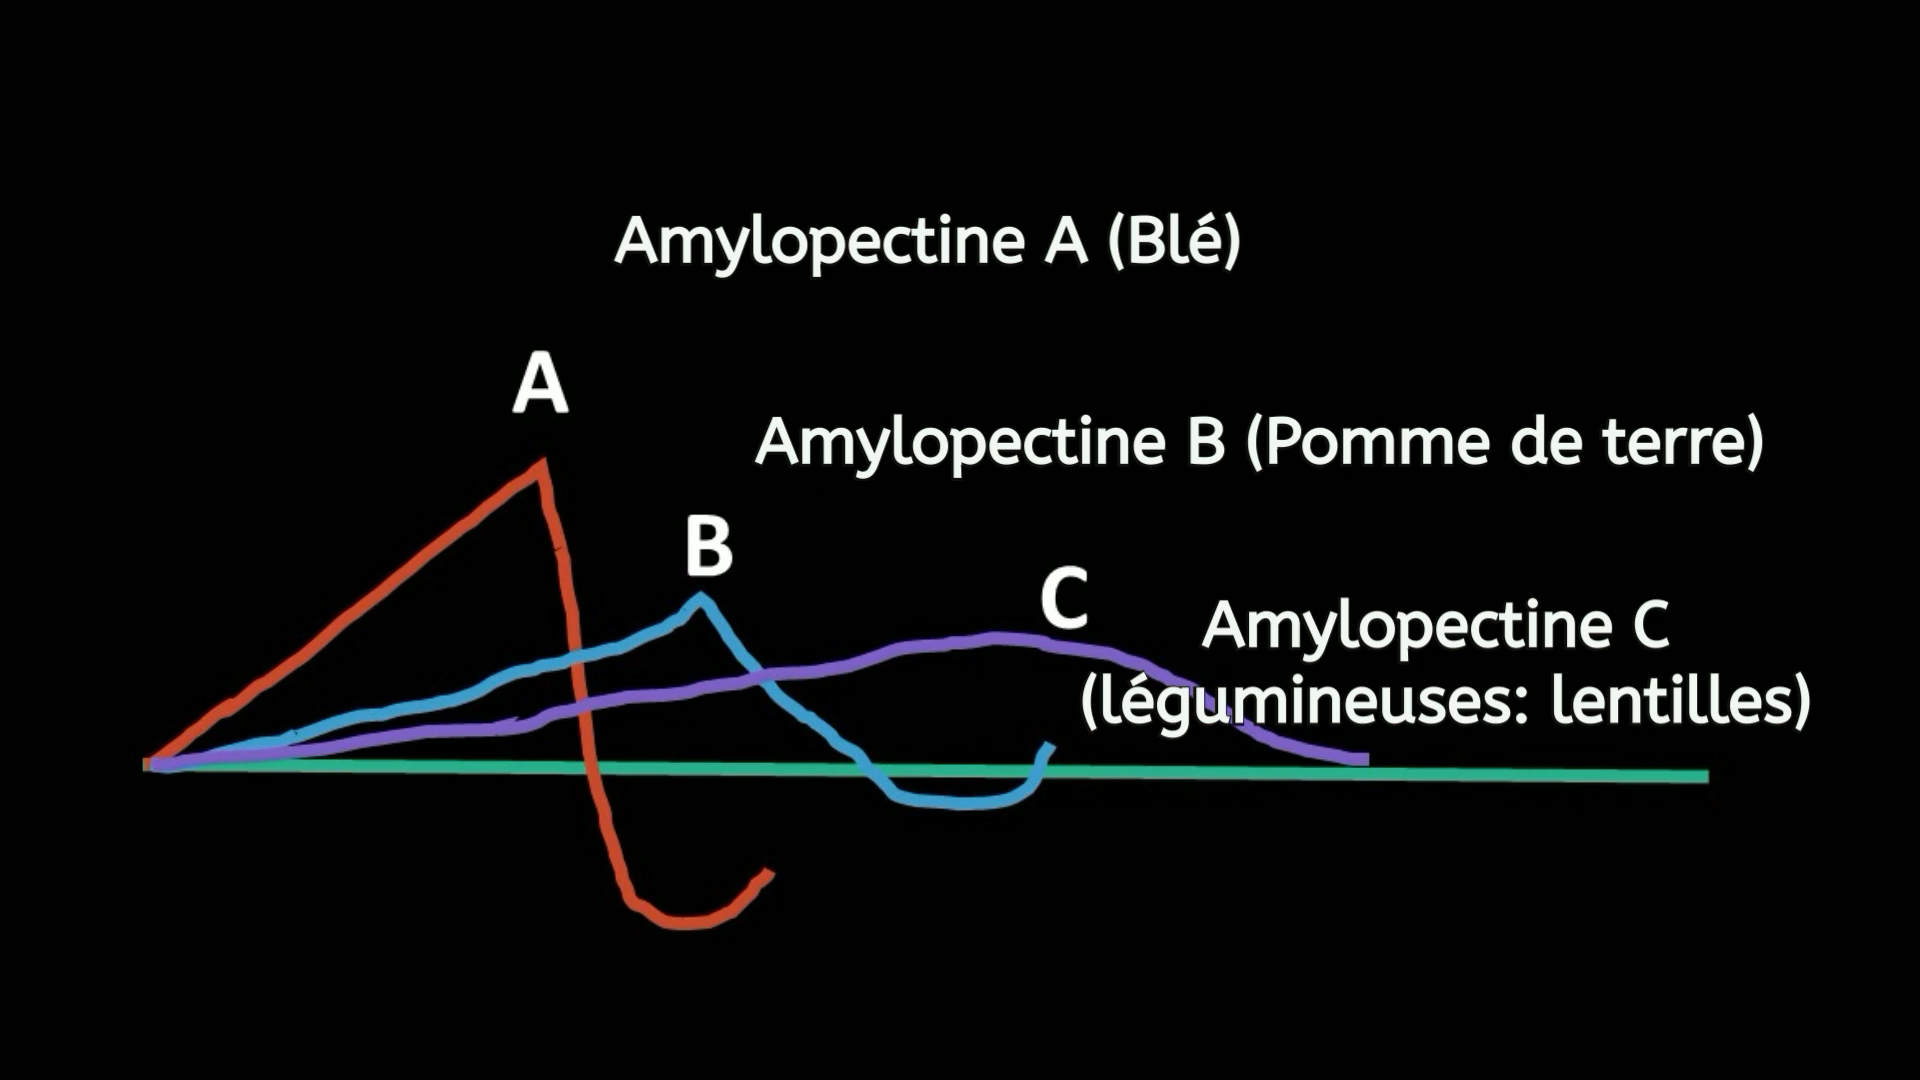 Amylopectine A (Blé)
A
Amylopectine B (Pomme de terre)
B
C
Amylopectine C
(légumineuses: lentilles)